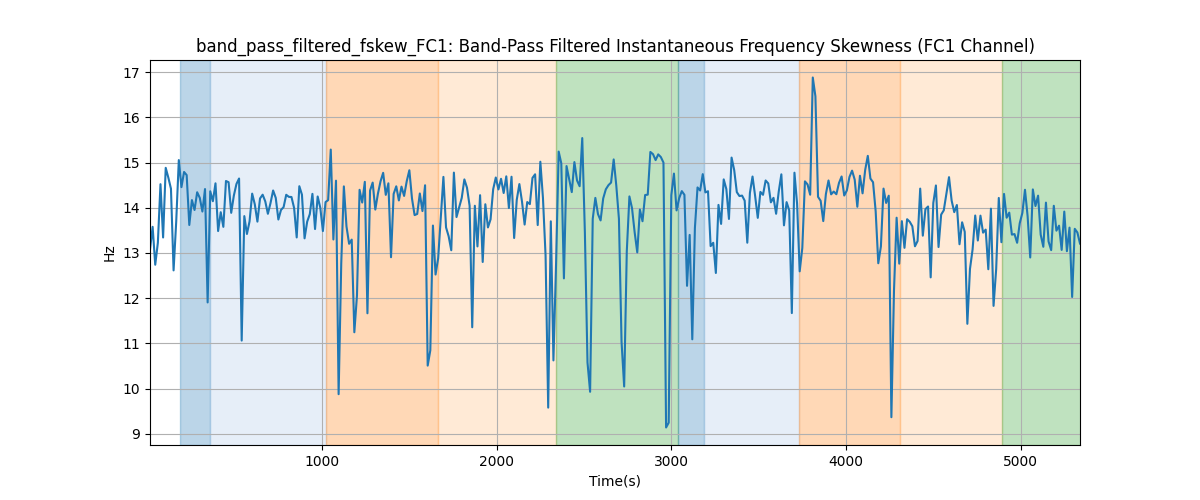 band_pass_filtered_fskew_FC1: Band-Pass Filtered Instantaneous Frequency Skewness (FC1 Channel)
17
16
15
14
13
12
11
10
9
Hz
1000 2000 3000 4000 5000
Time(s)